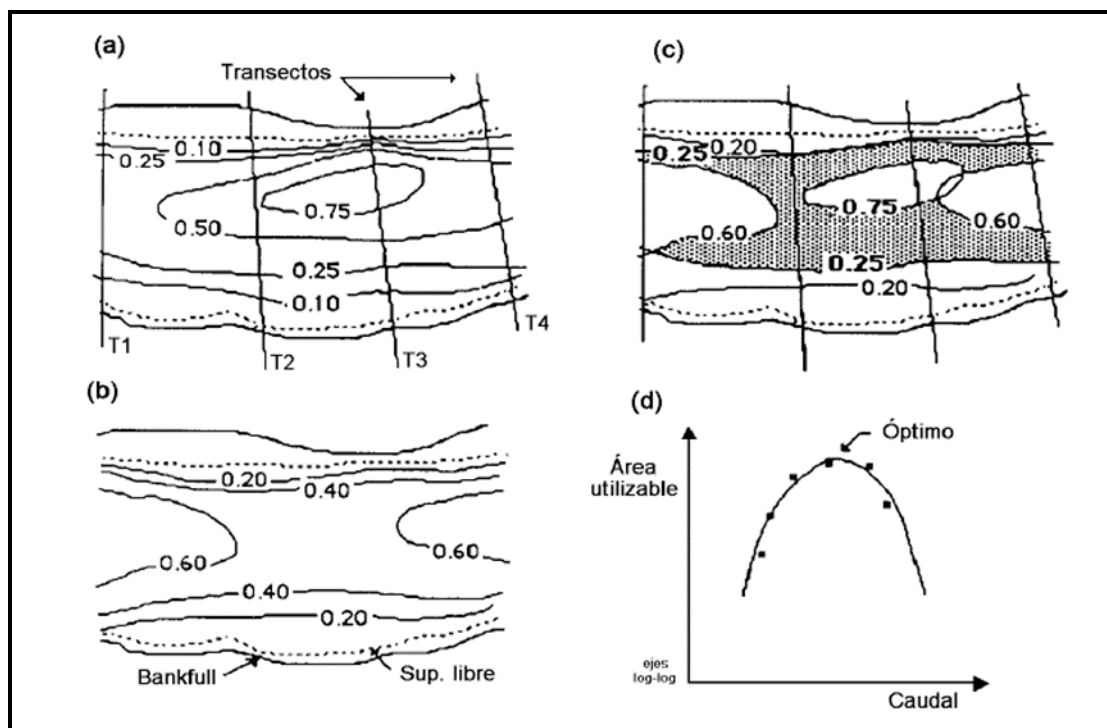 (a)
Transectos
0.10
0.25
0.75
0.50
0.25
0.10
T1
T2
T3
T4
(c)
0.20
0.25
0.75
0.60
0.60
0.25
0.20
(b)
0.20
0.40
0.60
0.60
0.40
0.20
Bankfull
Sup. libre
(d)
Óptimo
Área
utilizable
ejes
log-log
Caudal